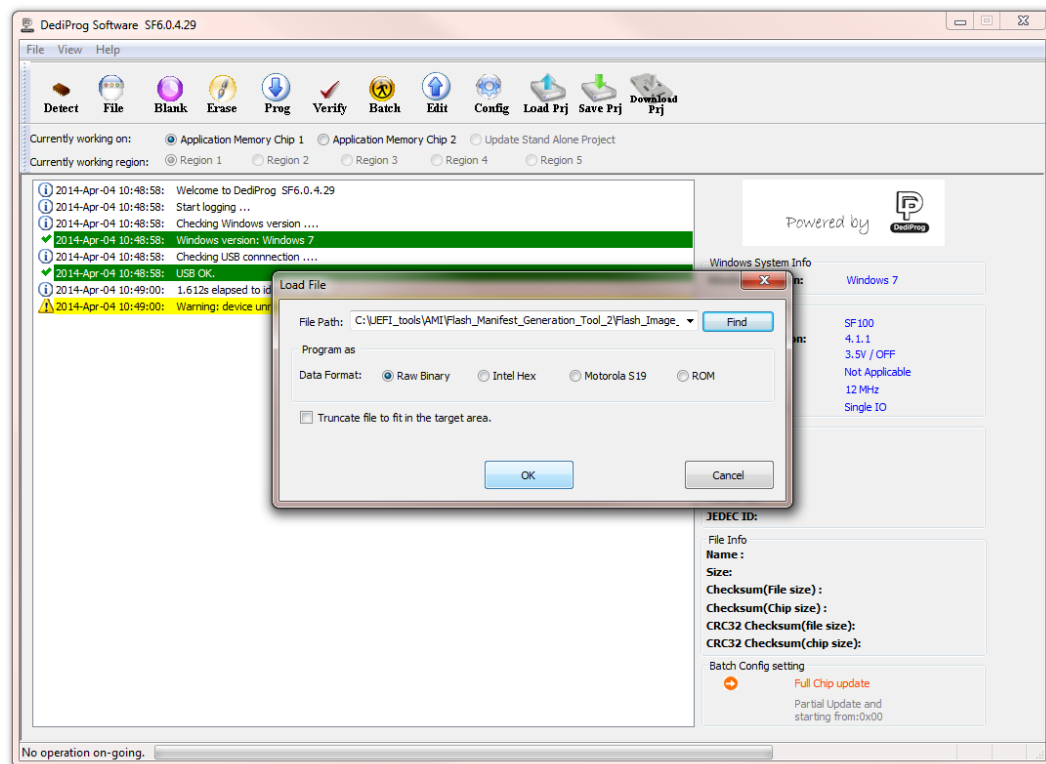 DediProg Software SF6.0.4.29
File View Help
Detect File Blank Erase Prog Verify Batch Edit Config Load Prj Save Prj Download Prj
Currently working on: Application Memory Chip 1 Application Memory Chip 2 Update Stand Alone Project
Currently working region: Region 1 Region 2 Region 3 Region 4 Region 5
2014-Apr-04 10:48:58: Welcome to DediProg SF6.0.4.29
2014-Apr-04 10:48:58: Start logging ...
2014-Apr-04 10:48:58: Checking Windows version ....
2014-Apr-04 10:48:58: Windows version: Windows 7
2014-Apr-04 10:48:58: Checking USB connnection ....
2014-Apr-04 10:48:58: USB OK.
2014-Apr-04 10:49:00: 1.612s elapsed to id
2014-Apr-04 10:49:00: Warning: device unr
Powered by DediProg
Windows System Info
n: Windows 7
SF100
on: 4.1.1
3.5V / OFF
Not Applicable
12 MHz
Single IO
Load File
File Path: C:\UEFI_tools\AMI\Flash_Manifest_Generation_Tool_2\Flash_Image_ Find
Program as
Data Format: Raw Binary Intel Hex Motorola S19 ROM
Truncate file to fit in the target area.
OK Cancel
JEDEC ID:
File Info
Name :
Size:
Checksum(File size) :
Checksum(Chip size) :
CRC32 Checksum(file size):
CRC32 Checksum(chip size):
Batch Config setting
Full Chip update
Partial Update and
starting from:0x00
No operation on-going.